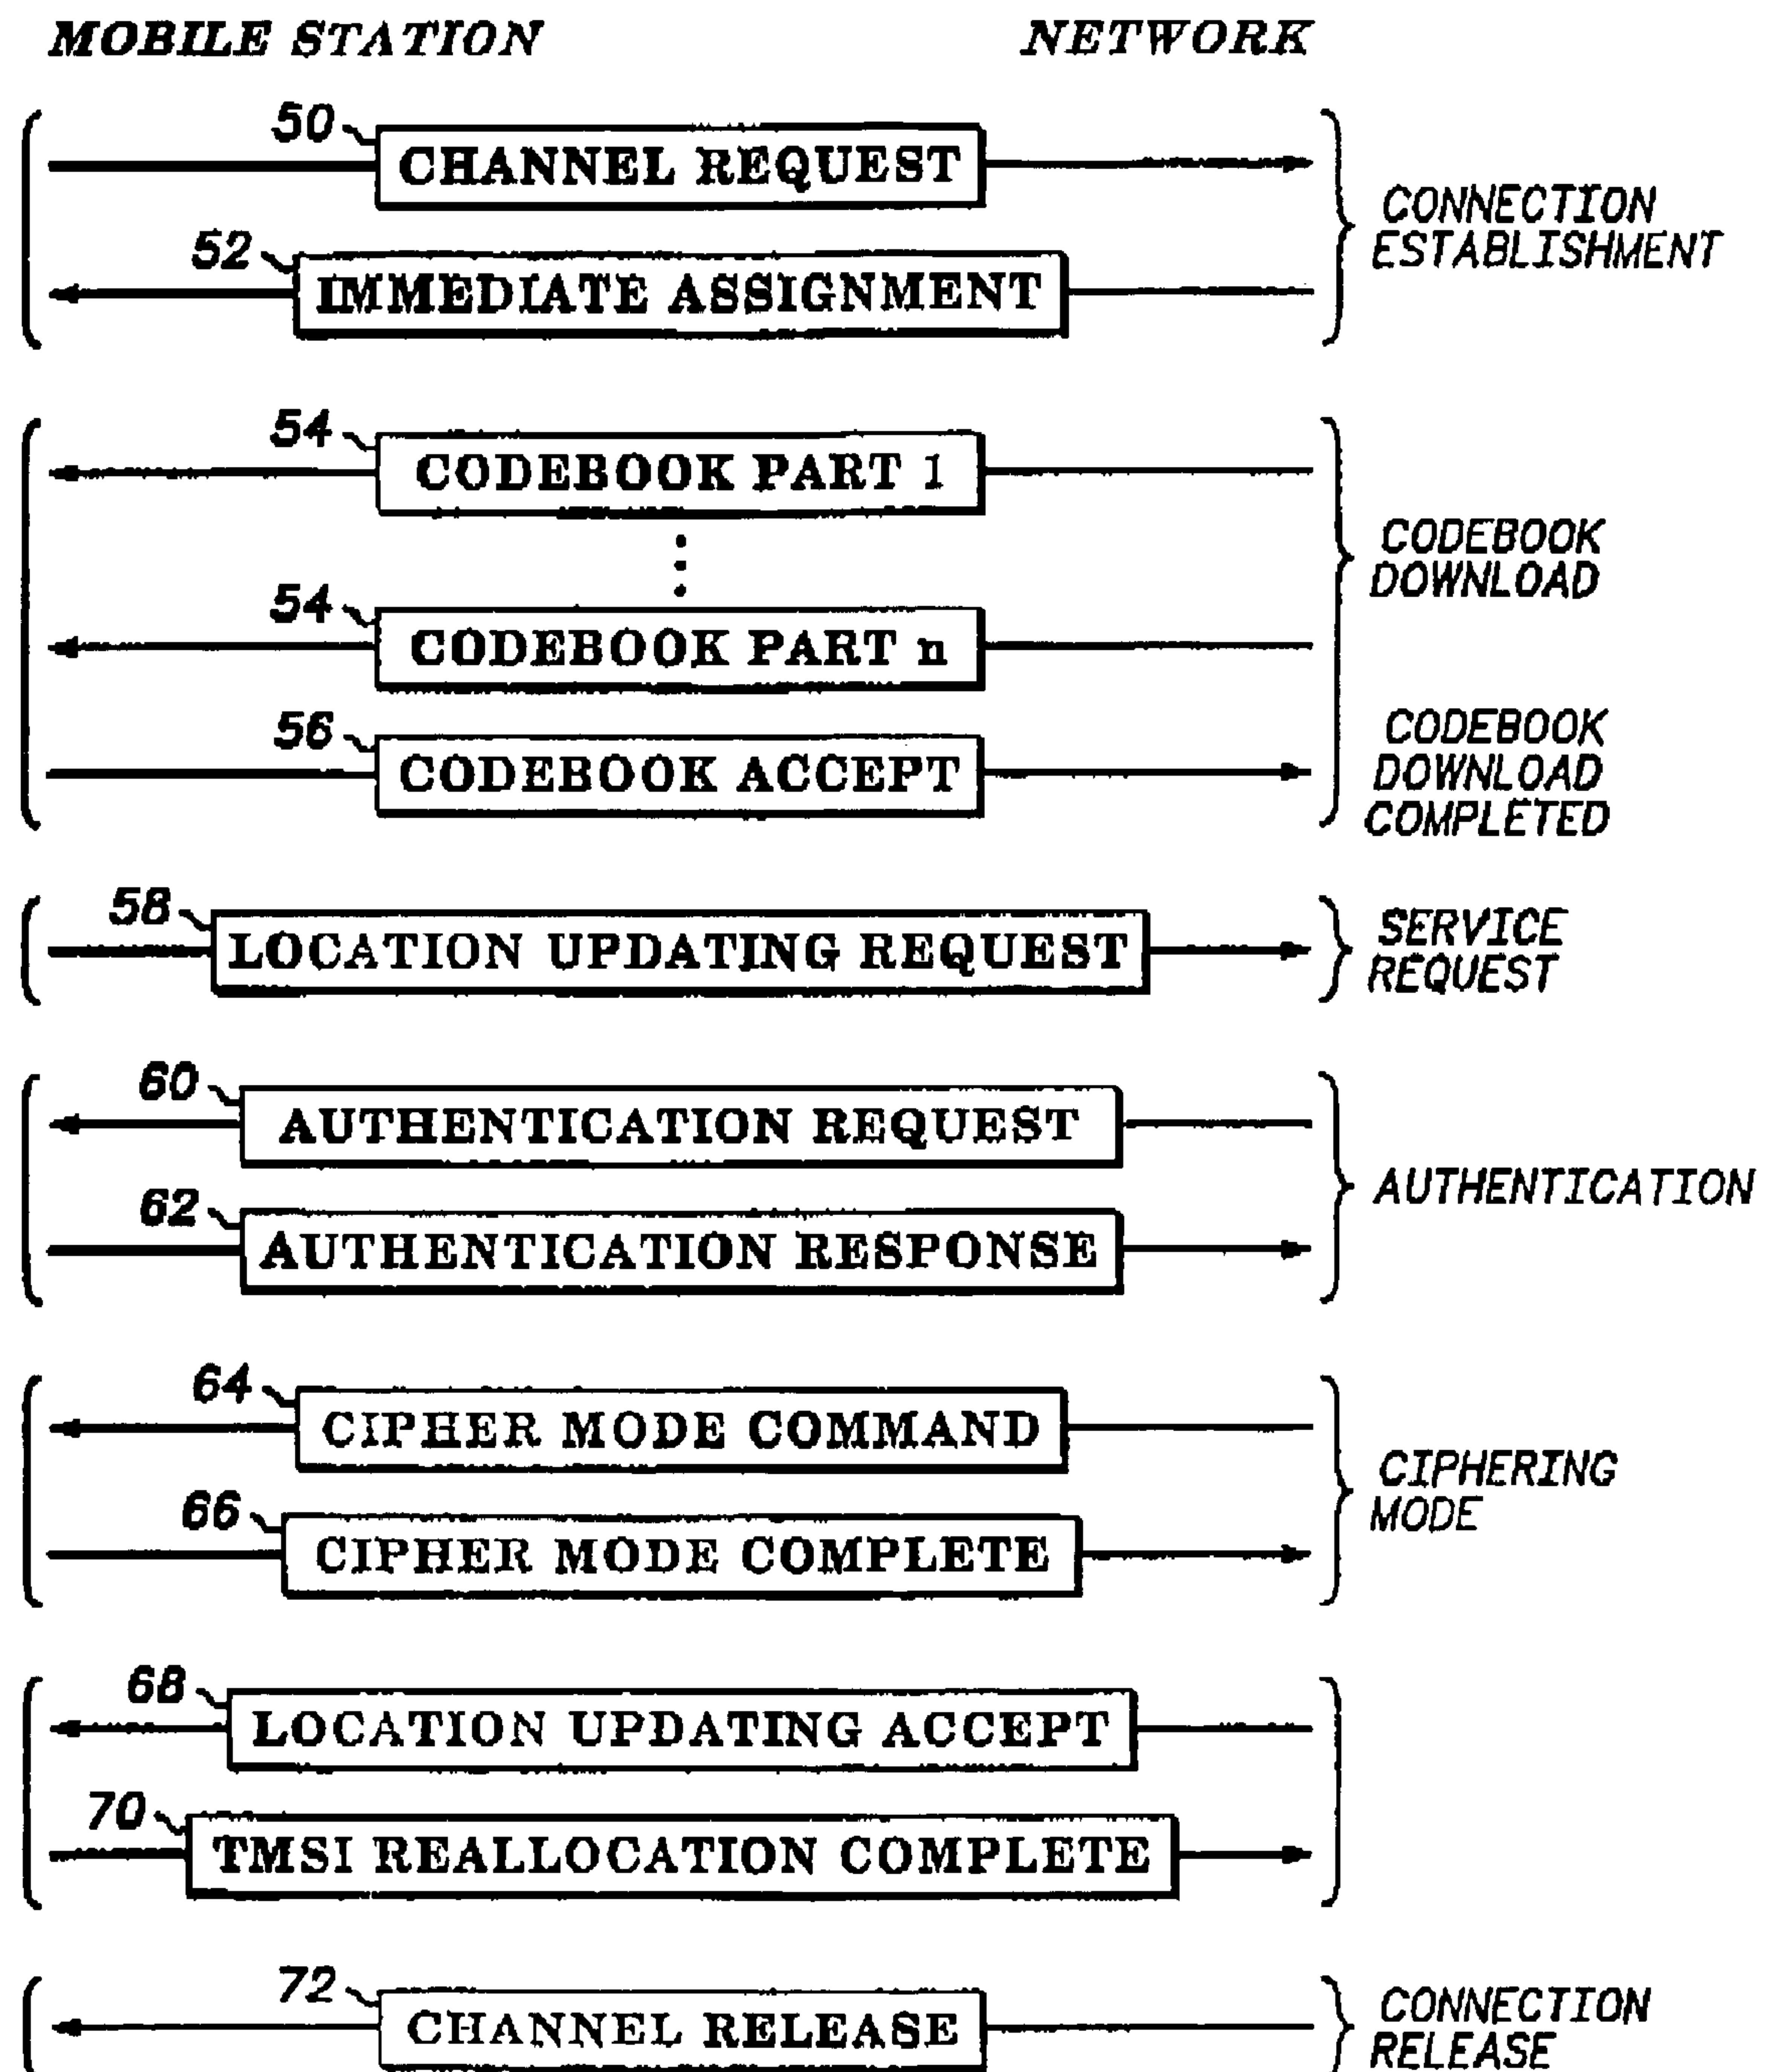 MOBILE STATION NETWORK
50
CHANNEL REQUEST
CONNECTION
ESTABLISHMENT
52
IMMEDIATE ASSIGNMENT
54
CODEBOOK PART 1
CODEBOOK
DOWNLOAD
54
CODEBOOK PART n
56
CODEBOOK ACCEPT
CODEBOOK
DOWNLOAD
COMPLETED
58
LOCATION UPDATING REQUEST
SERVICE
REQUEST
60
AUTHENTICATION REQUEST
AUTHENTICATION
62
AUTHENTICATION RESPONSE
64
CIPHER MODE COMMAND
CIPHERING
MODE
66
CIPHER MODE COMPLETE
68
LOCATION UPDATING ACCEPT
70
TMSI REALLOCATION COMPLETE
72
CHANNEL RELEASE
CONNECTION
RELEASE